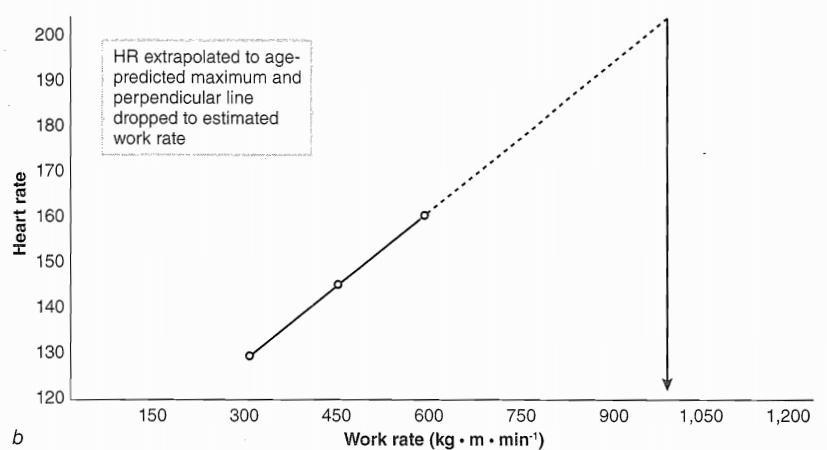 200
HR extrapolated to age-
predicted maximum and
perpendicular line
dropped to estimated
work rate
190
180
170
160
150
140
130
120
Heart rate
150 300 450 600 750 900 1,050 1,200
Work rate (kg • m • min⁻¹)
b